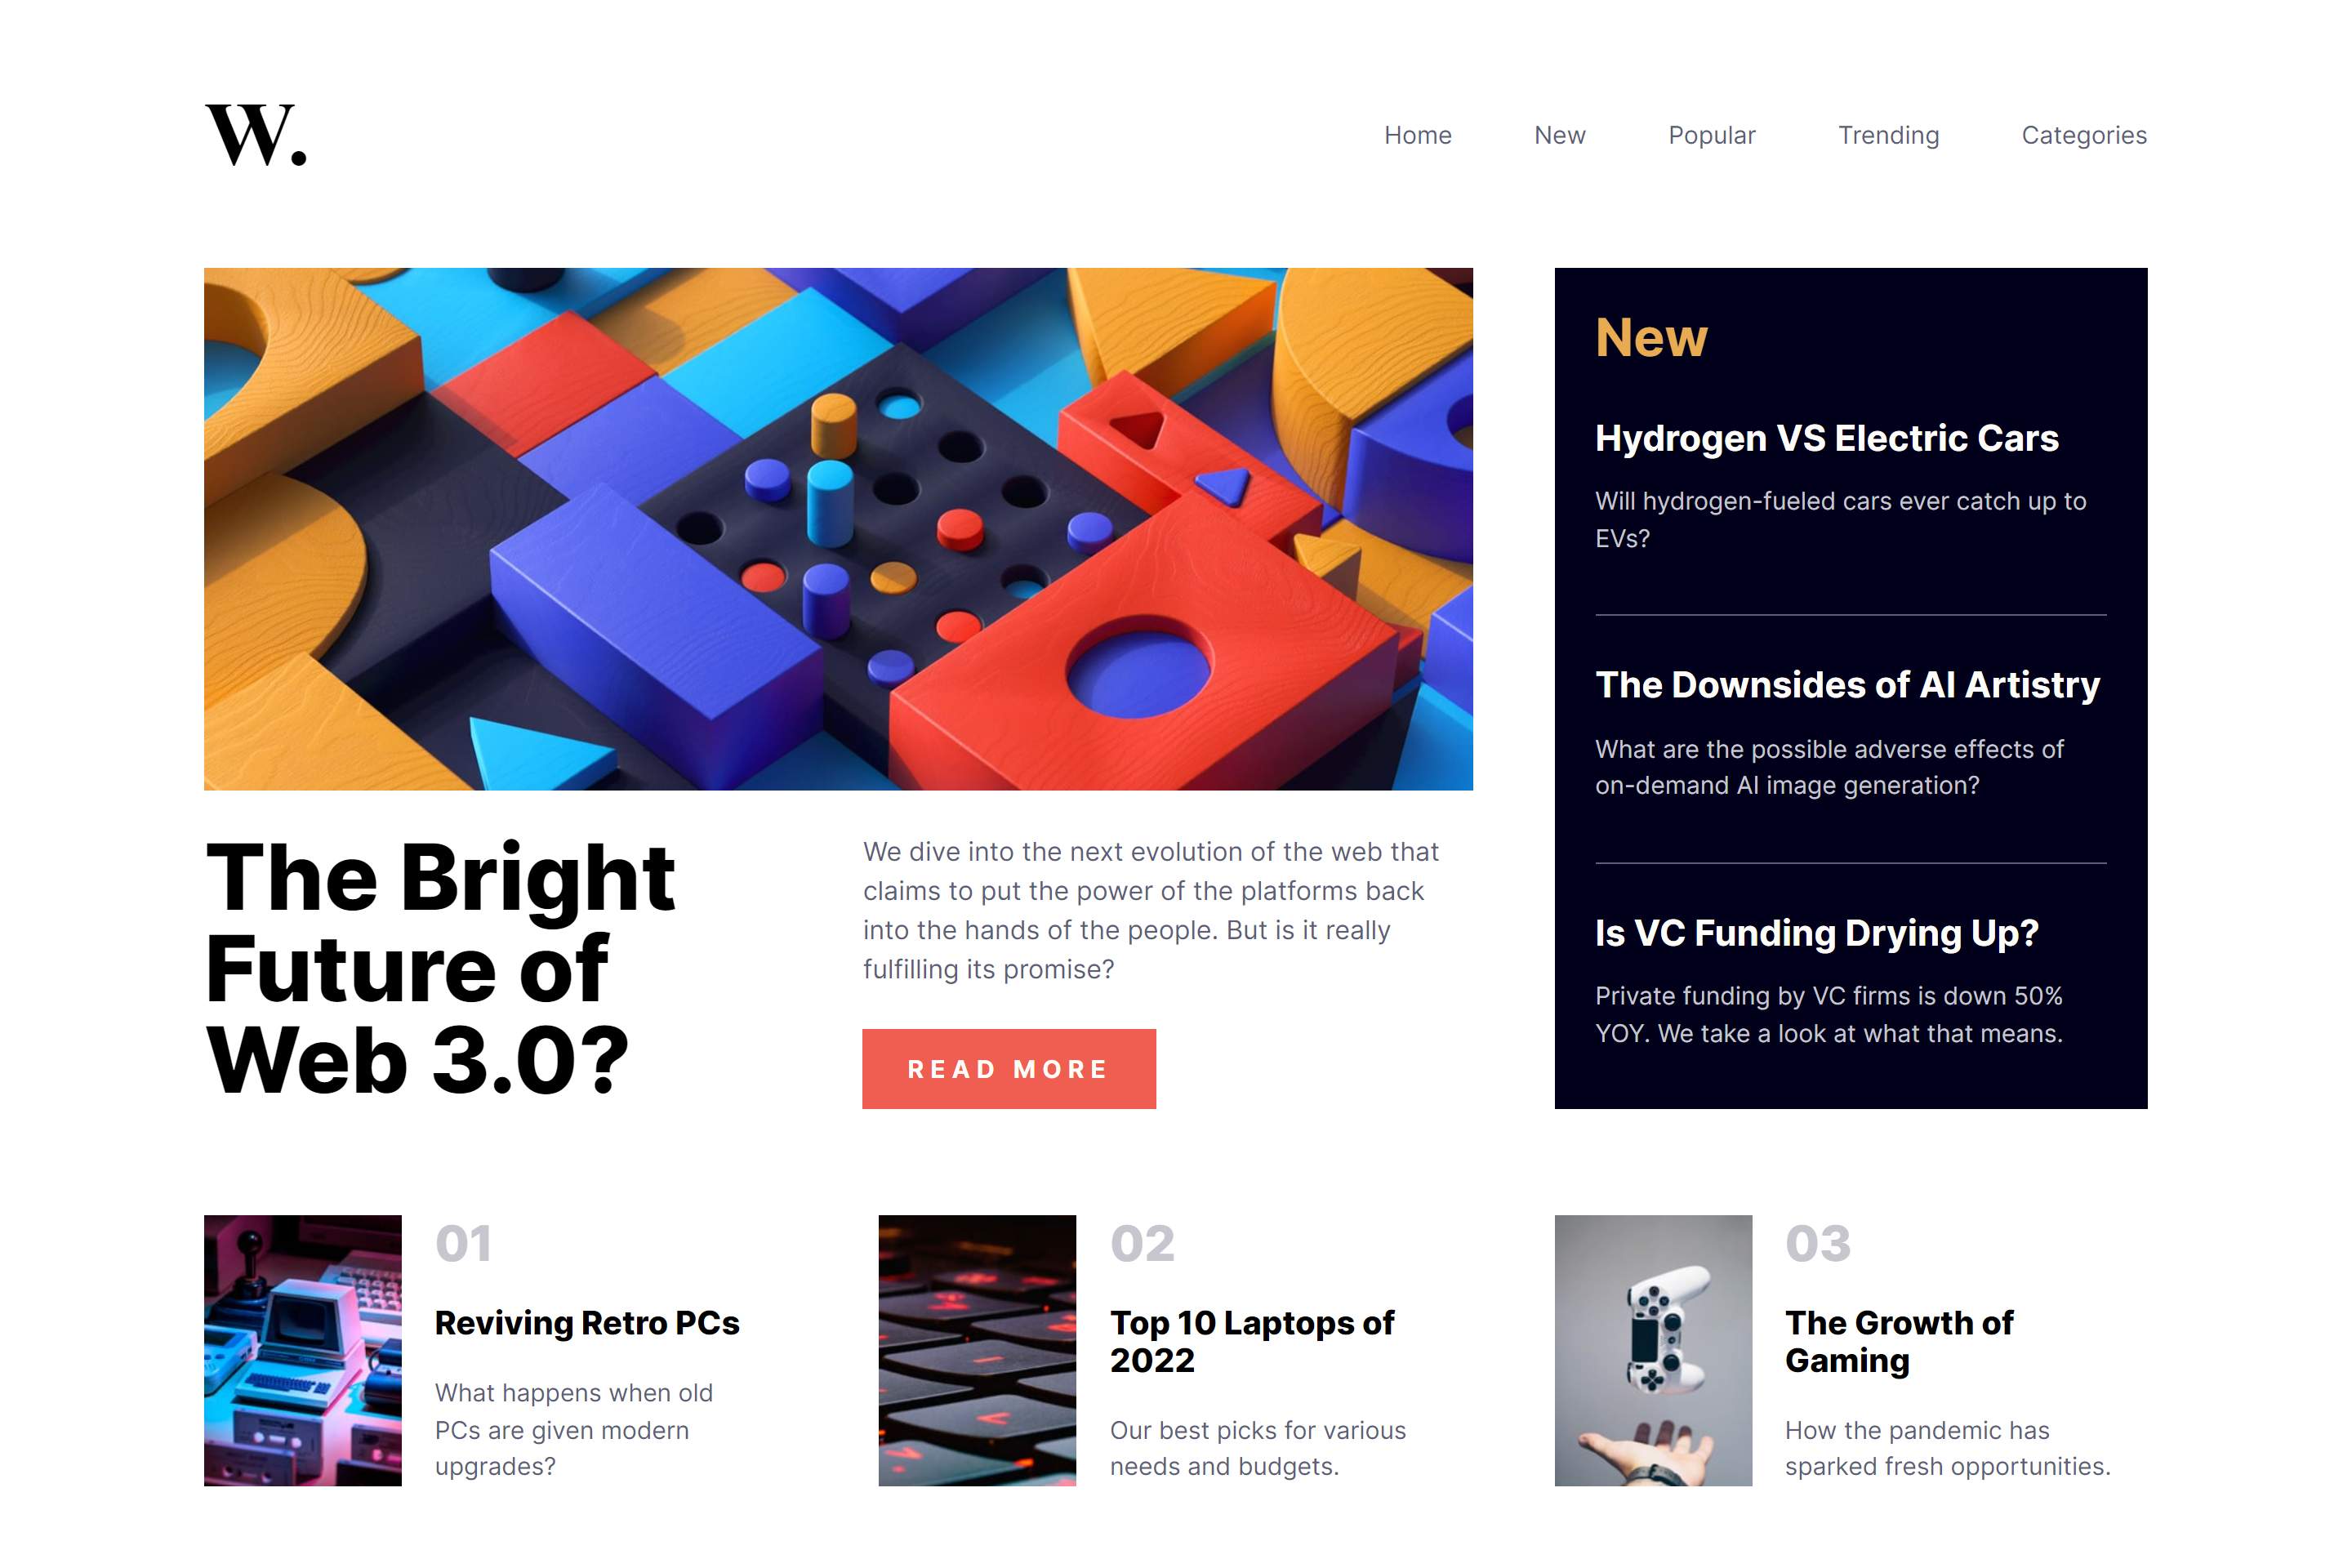 W.
Home
New
Popular
Trending
Categories
The Bright
Future of
Web 3.0?
We dive into the next evolution of the web that
claims to put the power of the platforms back
into the hands of the people. But is it really
fulfilling its promise?
READ MORE
New
Hydrogen VS Electric Cars
Will hydrogen-fueled cars ever catch up to
EVs?
The Downsides of AI Artistry
What are the possible adverse effects of
on-demand AI image generation?
Is VC Funding Drying Up?
Private funding by VC firms is down 50%
YOY. We take a look at what that means.
01
Reviving Retro PCs
What happens when old
PCs are given modern
upgrades?
02
Top 10 Laptops of
2022
Our best picks for various
needs and budgets.
03
The Growth of
Gaming
How the pandemic has
sparked fresh opportunities.